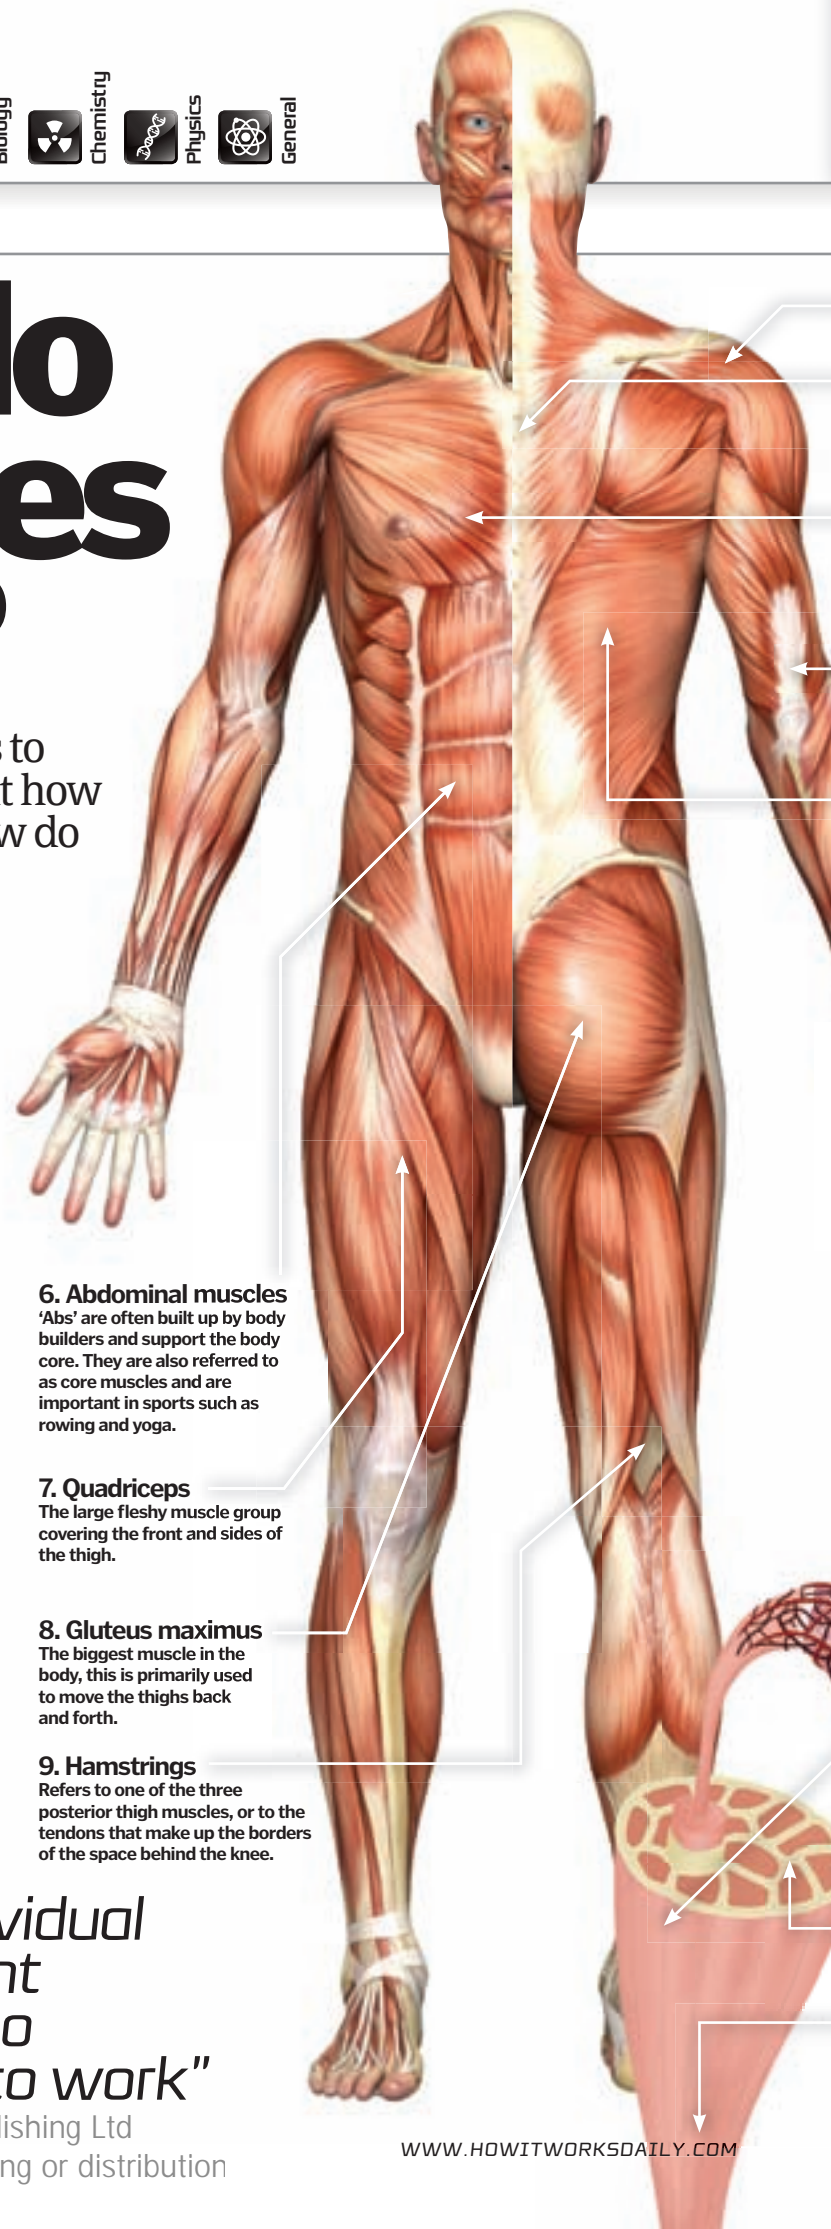 Biology
Chemistry
Physics
General
do
es
?
s to
t how
w do
6. Abdominal muscles
‘Abs’ are often built up by body
builders and support the body
core. They are also referred to
as core muscles and are
important in sports such as
rowing and yoga.
7. Quadriceps
The large fleshy muscle group
covering the front and sides of
the thigh.
8. Gluteus maximus
The biggest muscle in the
body, this is primarily used
to move the thighs back
and forth.
9. Hamstrings
Refers to one of the three
posterior thigh muscles, or to the
tendons that make up the borders
of the space behind the knee.
vidual
nt
o
to work”
lishing Ltd
ng or distribution
WWW.HOWITWORKSDAILY.COM